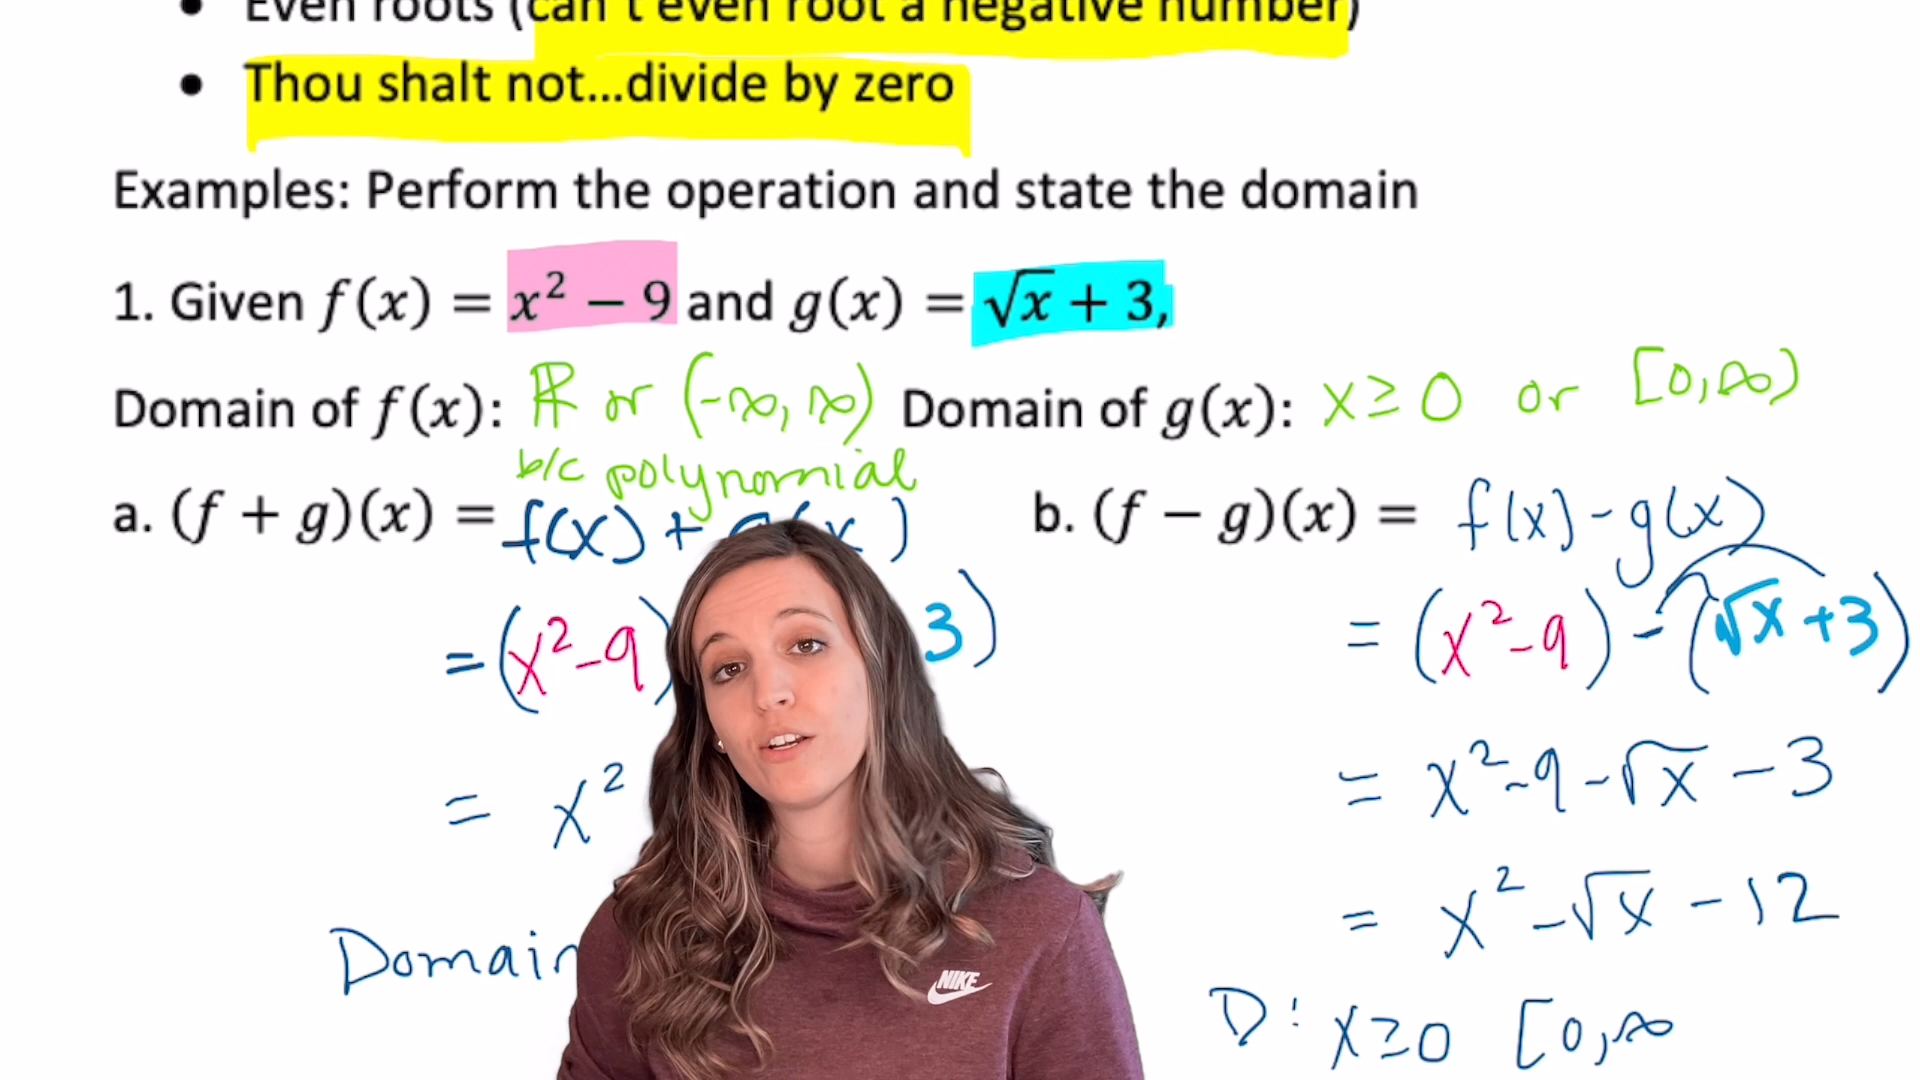 • Even roots (can't even root a negative number)
• Thou shalt not...divide by zero
Examples: Perform the operation and state the domain
1. Given f(x) = x² − 9 and g(x) = √x + 3,
Domain of f(x): ℝ or (-∞, ∞) Domain of g(x): x ≥ 0 or [0, ∞)
b/c polynomial
a. (f + g)(x) = f(x) + g(x)
= (x²-9) 3)
= x²
Domain
b. (f − g)(x) = f(x) - g(x)
= (x²-9) - (√x +3)
= x²-9-√x - 3
= x² -√x - 12
D: x≥0 [0, ∞
NIKE